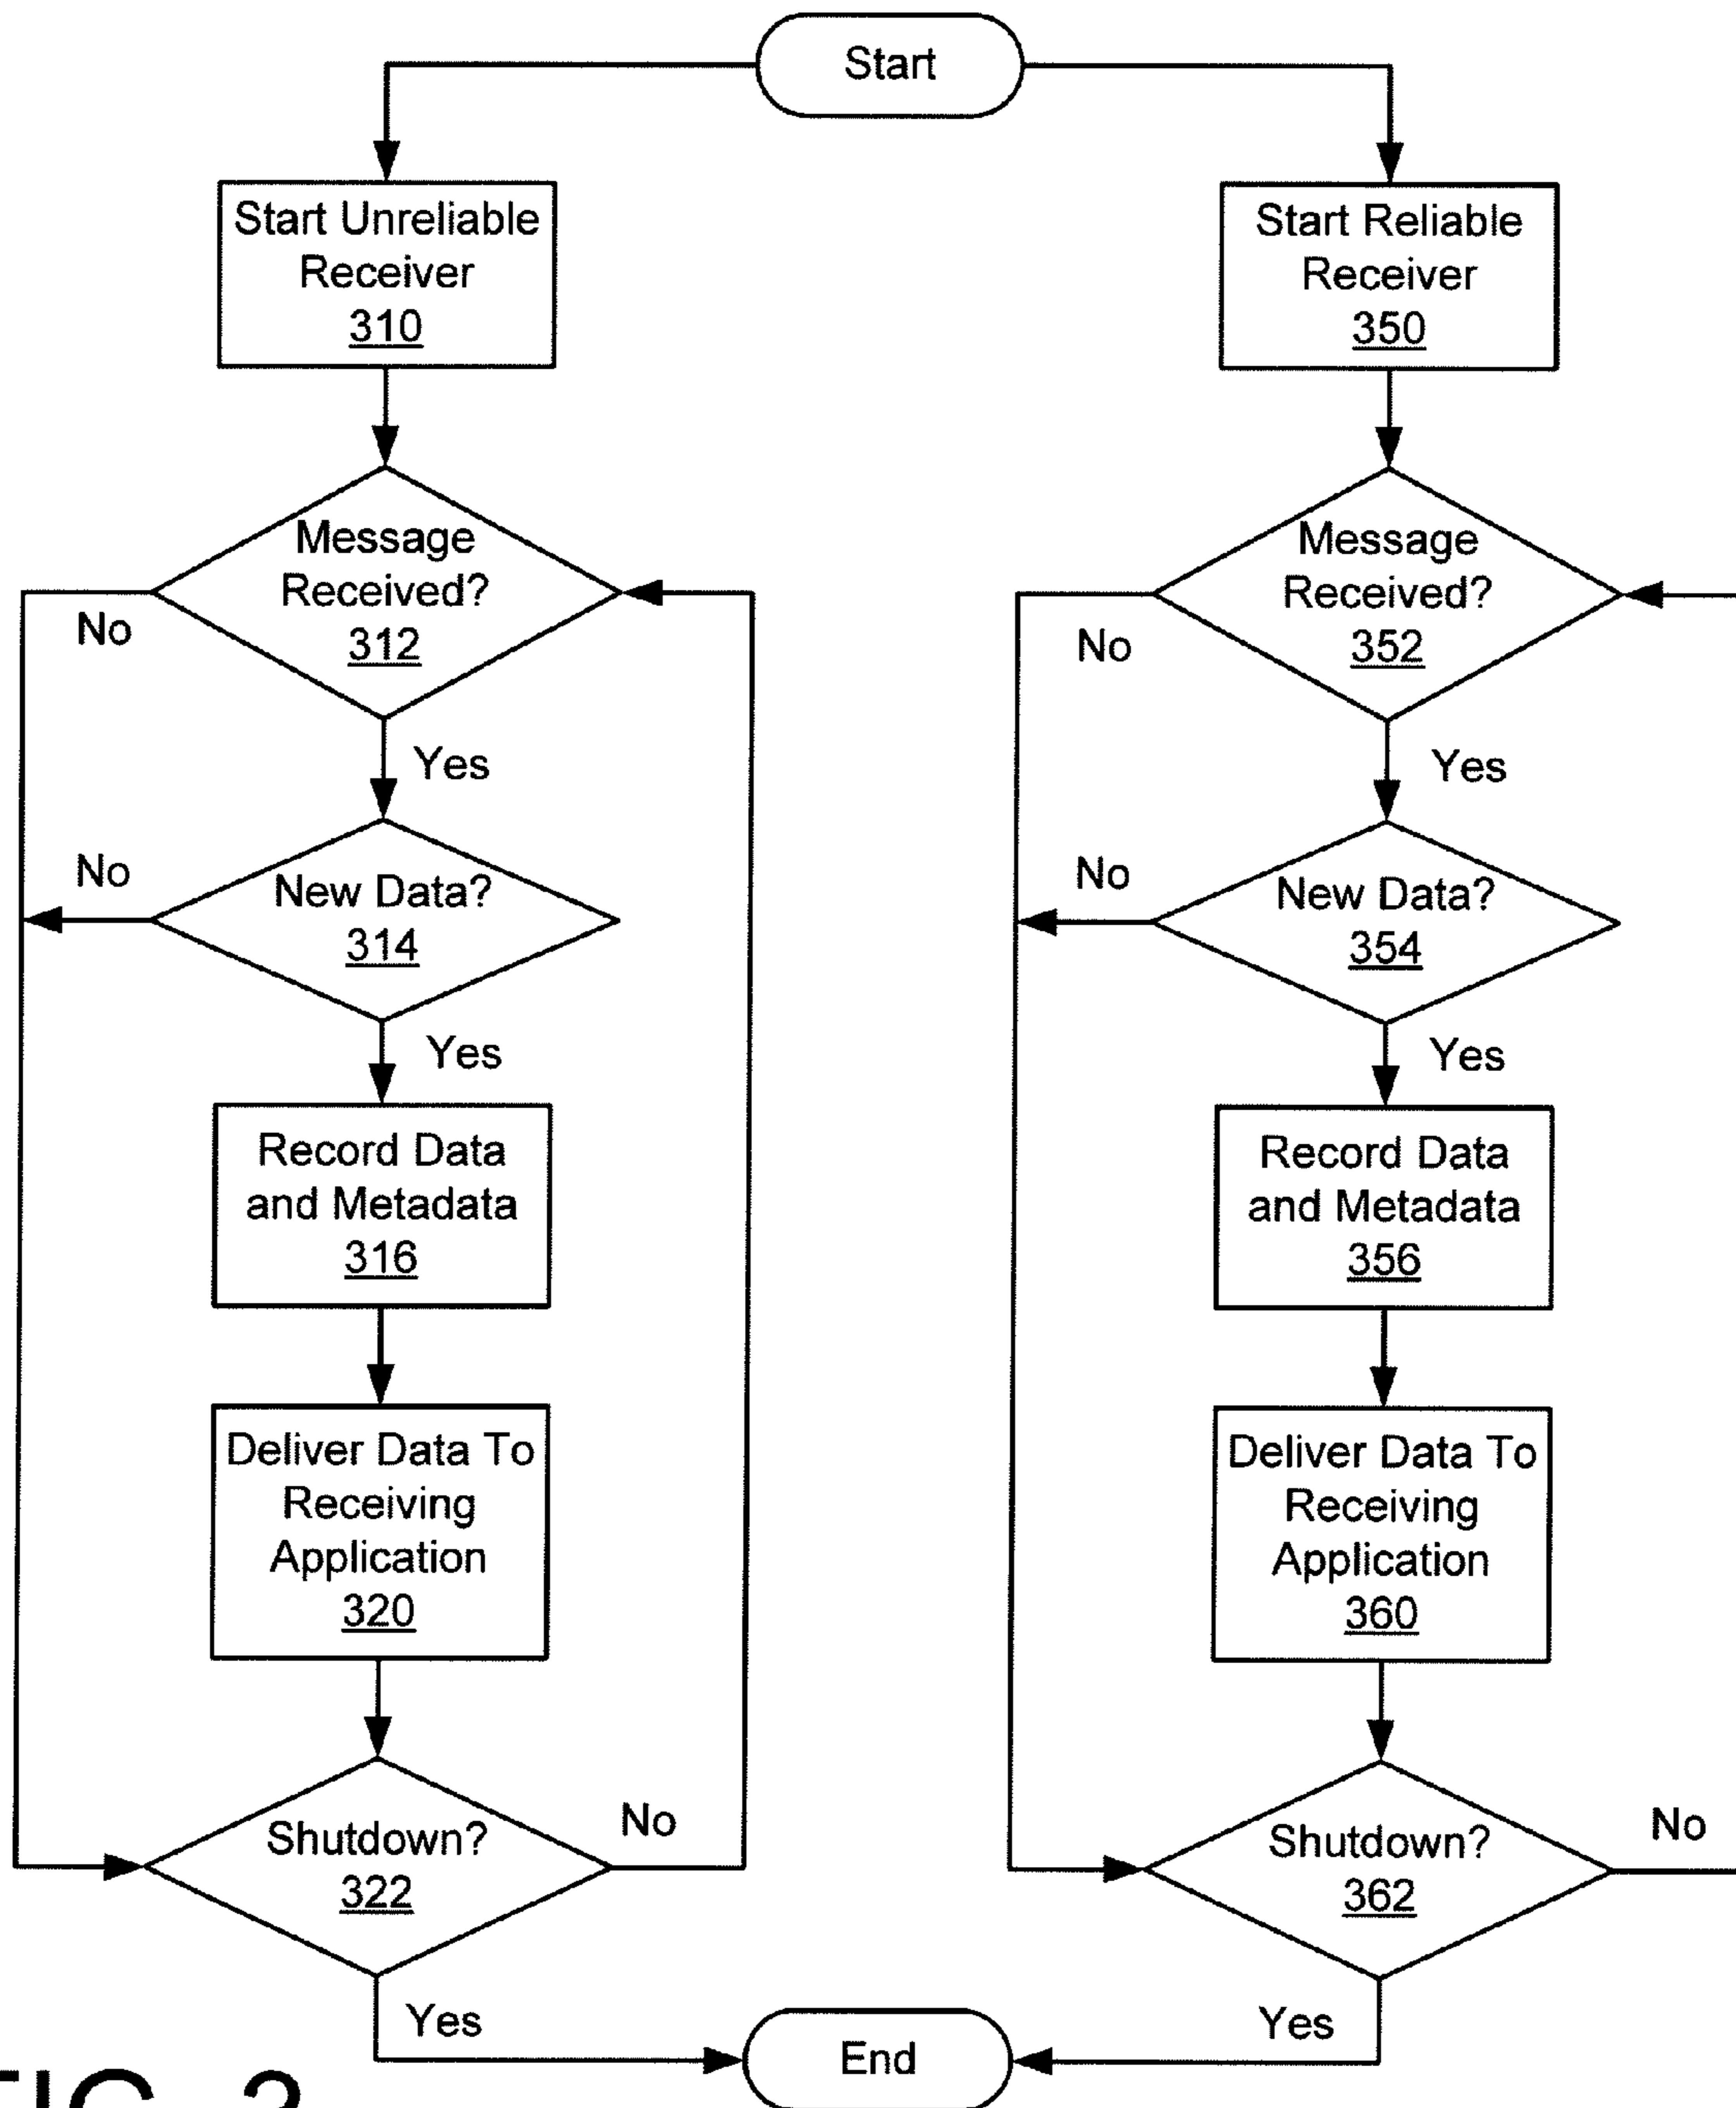 Start
Start Unreliable
Receiver
310
Message
Received?
312
No
Yes
New Data?
314
No
Yes
Record Data
and Metadata
316
Deliver Data To
Receiving
Application
320
Shutdown?
322
No
Yes
Start Reliable
Receiver
350
Message
Received?
352
No
Yes
New Data?
354
No
Yes
Record Data
and Metadata
356
Deliver Data To
Receiving
Application
360
Shutdown?
362
No
Yes
End